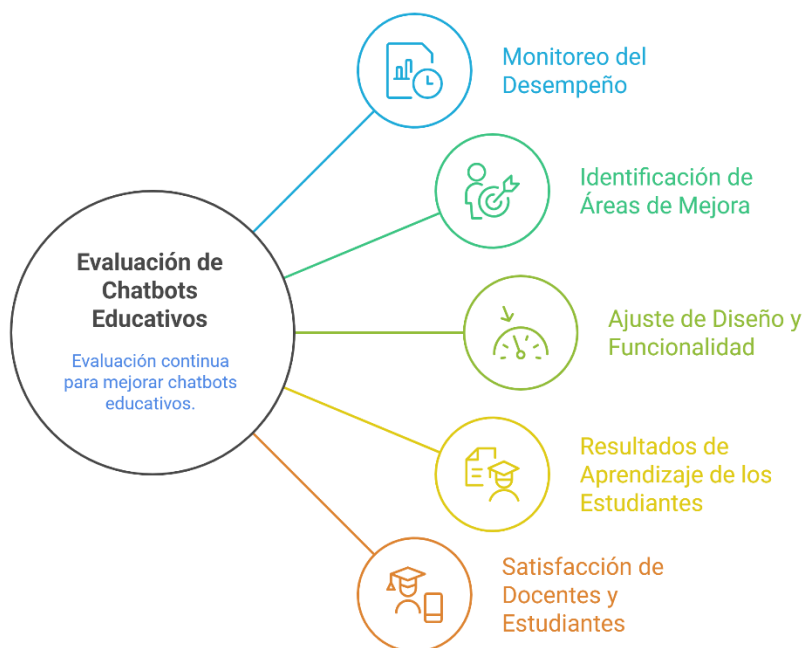 Monitoreo del
Desempeño
Identificación de
Áreas de Mejora
Evaluación de
Chatbots
Educativos
Evaluación continua
para mejorar chatbots
educativos.
Ajuste de Diseño y
Funcionalidad
Resultados de
Aprendizaje de los
Estudiantes
Satisfacción de
Docentes y
Estudiantes